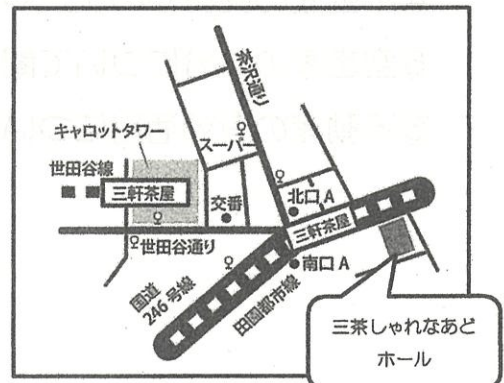 茶沢通り
スーパー
キャロットタワー
世田谷線
三軒茶屋
交番
北口A
三軒茶屋
世田谷通り
南口A
国道
246号線
田園都市線
三茶しゃれなあど
ホール